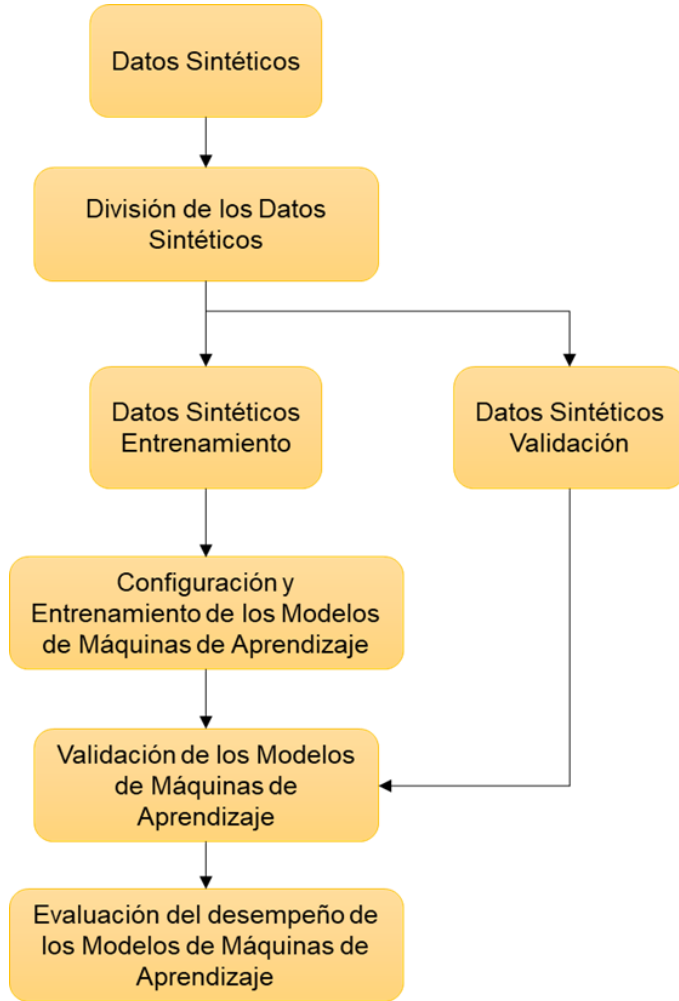 Datos Sintéticos
División de los Datos
Sintéticos
Datos Sintéticos
Entrenamiento
Datos Sintéticos
Validación
Configuración y
Entrenamiento de los Modelos
de Máquinas de Aprendizaje
Validación de los Modelos
de Máquinas de
Aprendizaje
Evaluación del desempeño de
los Modelos de Máquinas de
Aprendizaje